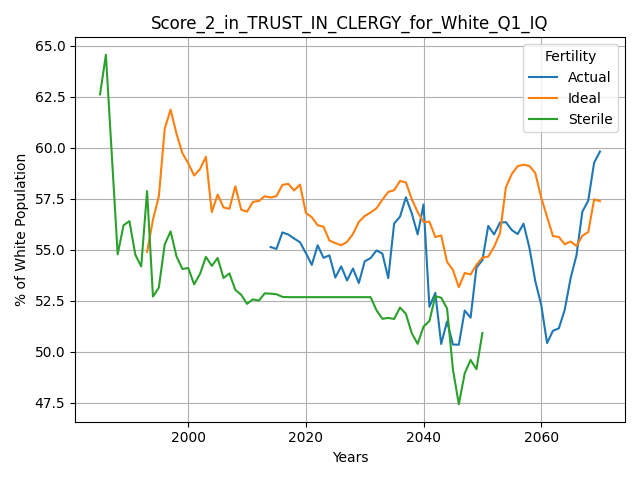 Score_2_in_TRUST_IN_CLERGY_for_White_Q1_IQ
65.0
62.5
60.0
57.5
55.0
52.5
50.0
47.5
% of White Population
Fertility
Actual
Ideal
Sterile
2000
2020
2040
2060
Years